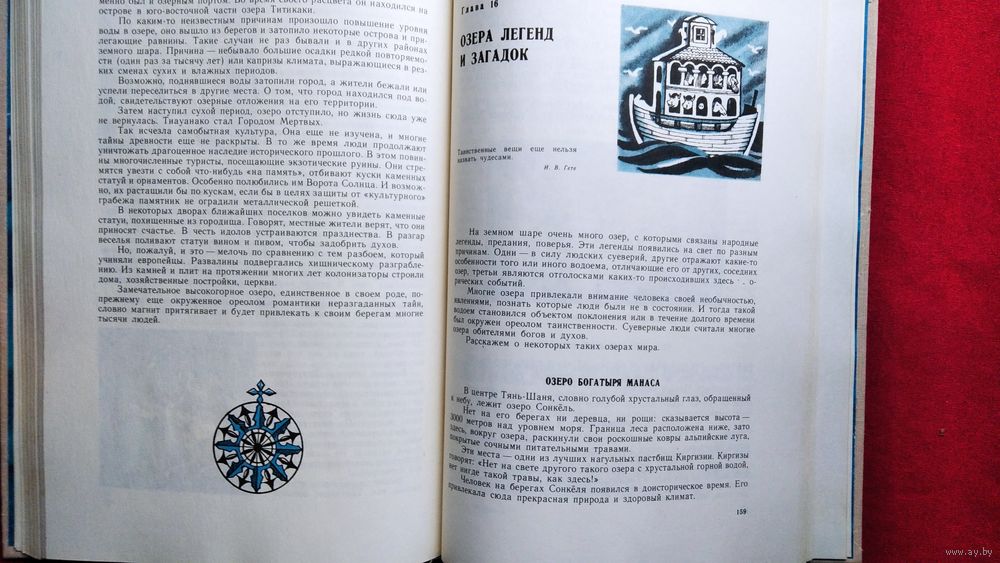 менно был и озерным портом. Во время своего расцвета он находился на
острове в юго-восточной части озера Титикаки.
По каким-то неизвестным причинам произошло повышение уровня
воды в озере, оно вышло из берегов и затопило некоторые острова и при-
легающие равнины. Такие случаи не раз бывали и в других районах
земного шара. Причина — небывало большие осадки редкой повторяемо-
сти (один раз за тысячу лет) или капризы климата, выражающиеся в рез-
ких сменах сухих и влажных периодов.
Возможно, поднявшиеся воды затопили город, а жители бежали или
успели переселиться в другие места. О том, что город находился под во-
дой, свидетельствуют озерные отложения на его территории.
Затем наступил сухой период, озеро отступило, но жизнь сюда уже
не вернулась. Тиауанако стал Городом Мертвых.
Так исчезла самобытная культура. Она еще не изучена, и многие
тайны древности еще не раскрыты. В то же время люди продолжают
уничтожать драгоценное наследие исторического прошлого. В этом повин-
ны многочисленные туристы, посещающие экзотические руины. Они стре-
мятся увезти с собой что-нибудь «на память», отбивают куски каменных
статуй и орнаментов. Особенно полюбились им Ворота Солнца. И возмож-
но, их растащили бы по кускам, если бы в целях защиты от «культурного»
грабежа памятник не оградили металлической решеткой.
В некоторых дворах ближайших поселков можно увидеть каменные
статуи, похищенные из городища. Говорят, местные жители верят, что они
приносят счастье. В честь идолов устраиваются празднества. В разгар
веселья поливают статуи вином и пивом, чтобы задобрить духов.
Но, пожалуй, и это — мелочь по сравнению с тем разбоем, который
учиняли европейцы. Развалины подвергались хищническому разграбле-
нию. Из камней и плит на протяжении многих лет колонизаторы строили
дома, хозяйственные постройки, церкви.
Замечательное высокогорное озеро, единственное в своем роде, по-
прежнему еще окруженное ореолом романтики неразгаданных тайн,
словно магнит притягивает и будет привлекать к своим берегам многие
тысячи людей.
Глава 16
ОЗЕРА ЛЕГЕНД
И ЗАГАДОК
Таинственные вещи еще нельзя
назвать чудесами.
И. В. Гете
На земном шаре очень много озер, с которыми связаны народные
легенды, предания, поверья. Эти легенды появились на свет по разным
причинам. Одни — в силу людских суеверий, другие отражают какие-то
особенности того или иного водоема, отличающие его от других, соседних
озер, третьи являются отголосками каких-то происходивших здесь
рических событий.
Многие озера привлекали внимание человека своей необычностью,
явлениями, познать которые люди были не в состоянии. И тогда такой
водоем становился объектом поклонения или в течение долгого времени
был окружен ореолом таинственности. Суеверные люди считали многие
озера обителями богов и духов.
Расскажем о некоторых таких озерах мира.
ОЗЕРО БОГАТЫРЯ МАНАСА
В центре Тянь-Шаня, словно голубой хрустальный глаз, обращенный
к небу, лежит озеро Сонкёль.
Нет на его берегах ни деревца, ни рощи: сказывается высота —
3000 метров над уровнем моря. Граница леса расположена ниже, зато
здесь, вокруг озера, раскинули свои роскошные ковры альпийские луга,
покрытые сочными питательными травами.
Эти места — одни из лучших нагульных пастбищ Киргизии. Киргизы
говорят: «Нет на свете другого такого озера с хрустальной горной водой,
нет нигде такой травы, как здесь!»
Человек на берегах Сонкёля появился в доисторическое время. Его
привлекала сюда прекрасная природа и здоровый климат.
159
www.ay.by